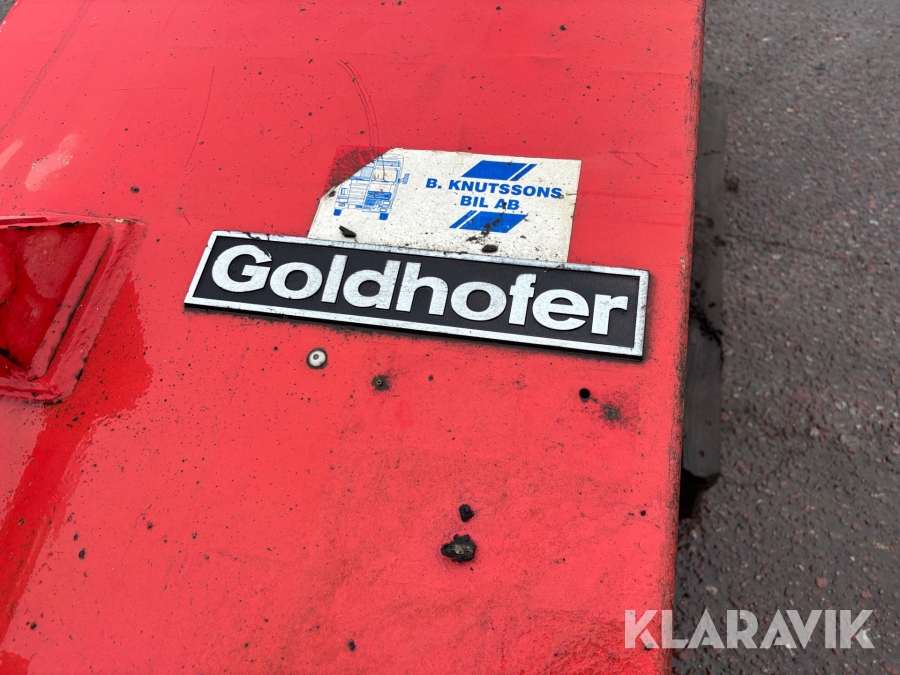 B. KNUTSSONS
BIL AB
Goldhofer
KLARAVIK